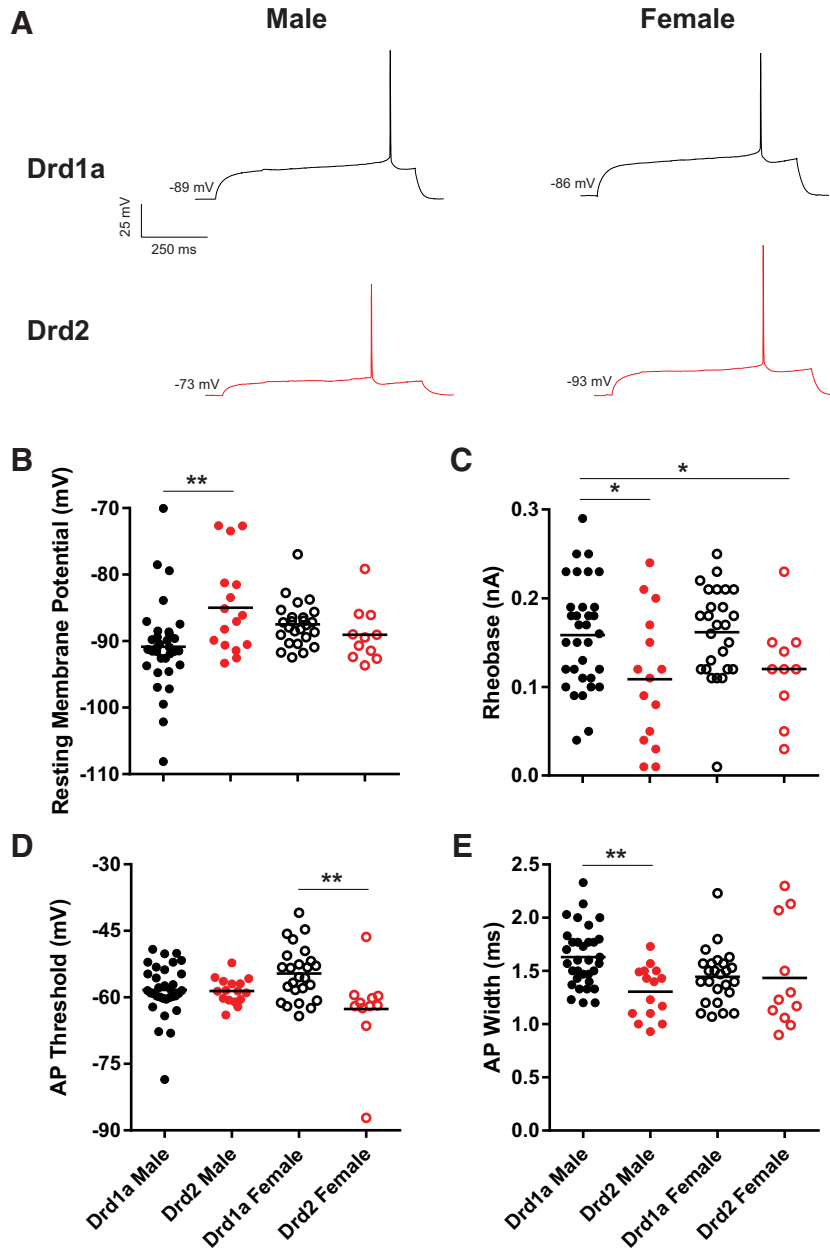 A
Male
Female
Drd1a
-89 mV
-86 mV
25 mV
250 ms
Drd2
-73 mV
-93 mV
B
**
Resting Membrane Potential (mV)
-70
-80
-90
-100
-110
C
*
*
Rheobase (nA)
0.3
0.2
0.1
0.0
D
**
AP Threshold (mV)
-30
-45
-60
-75
-90
Drd1a Male
Drd2 Male
Drd1a Female
Drd2 Female
E
**
AP Width (ms)
2.5
2.0
1.5
1.0
0.5
0.0
Drd1a Male
Drd2 Male
Drd1a Female
Drd2 Female